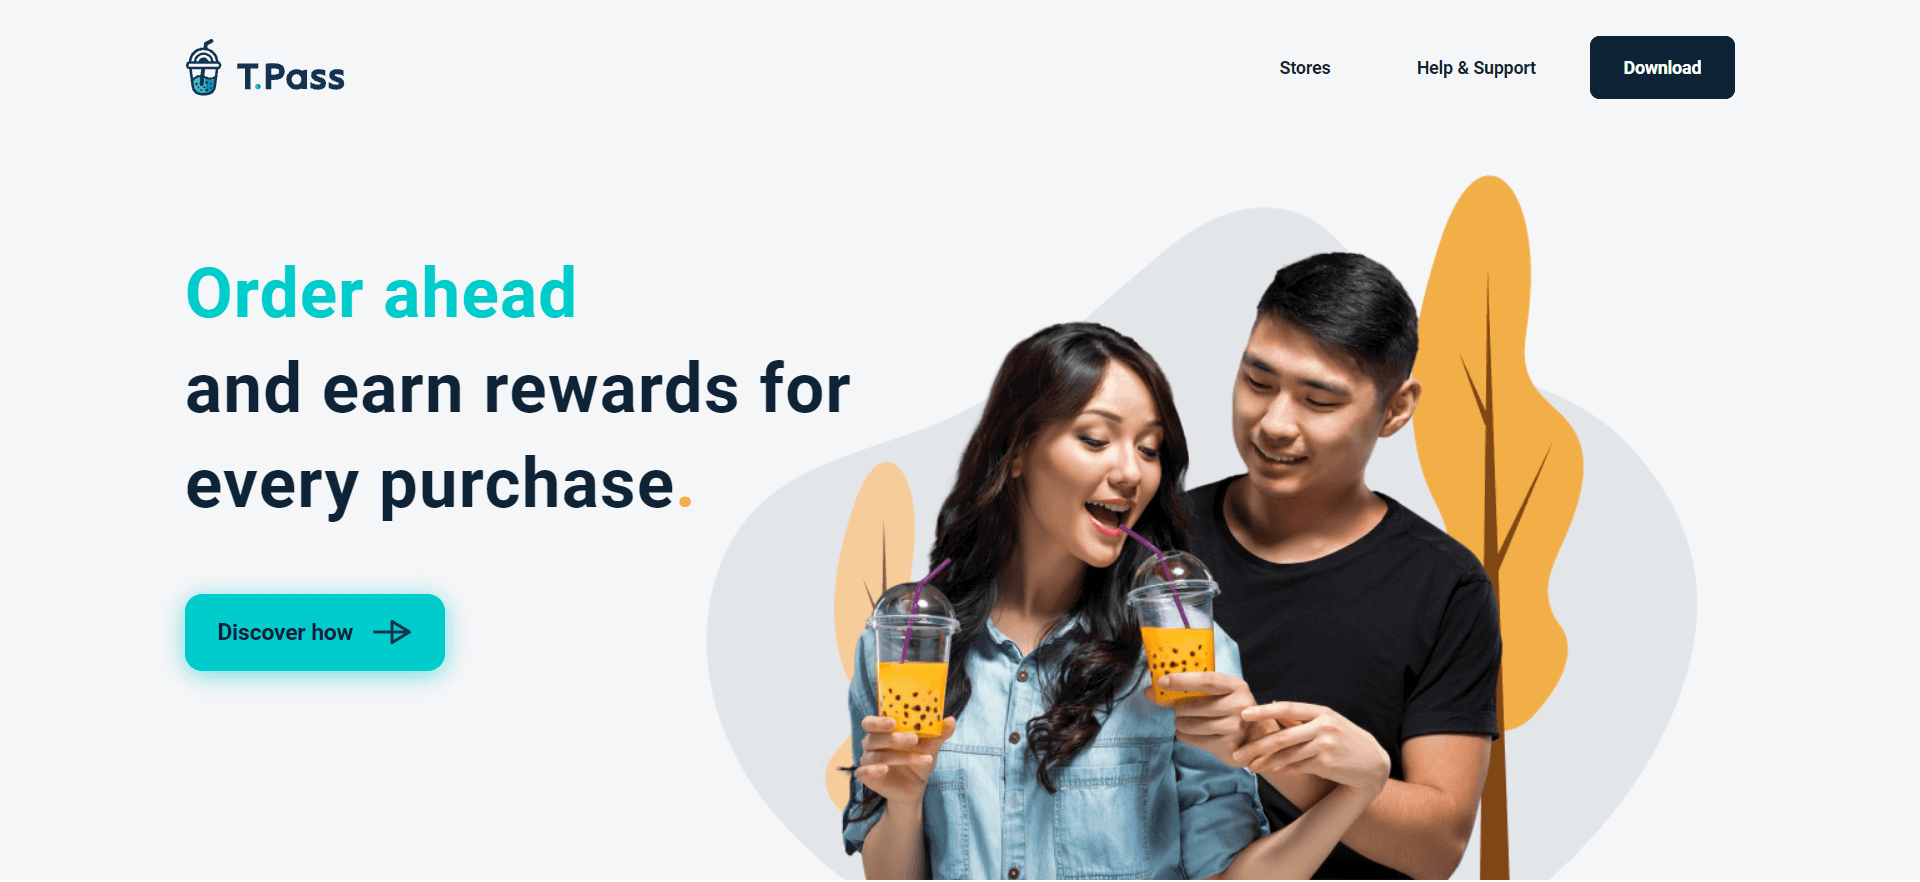 T.Pass
Stores
Help & Support
Download
Order ahead
and earn rewards for
every purchase.
Discover how